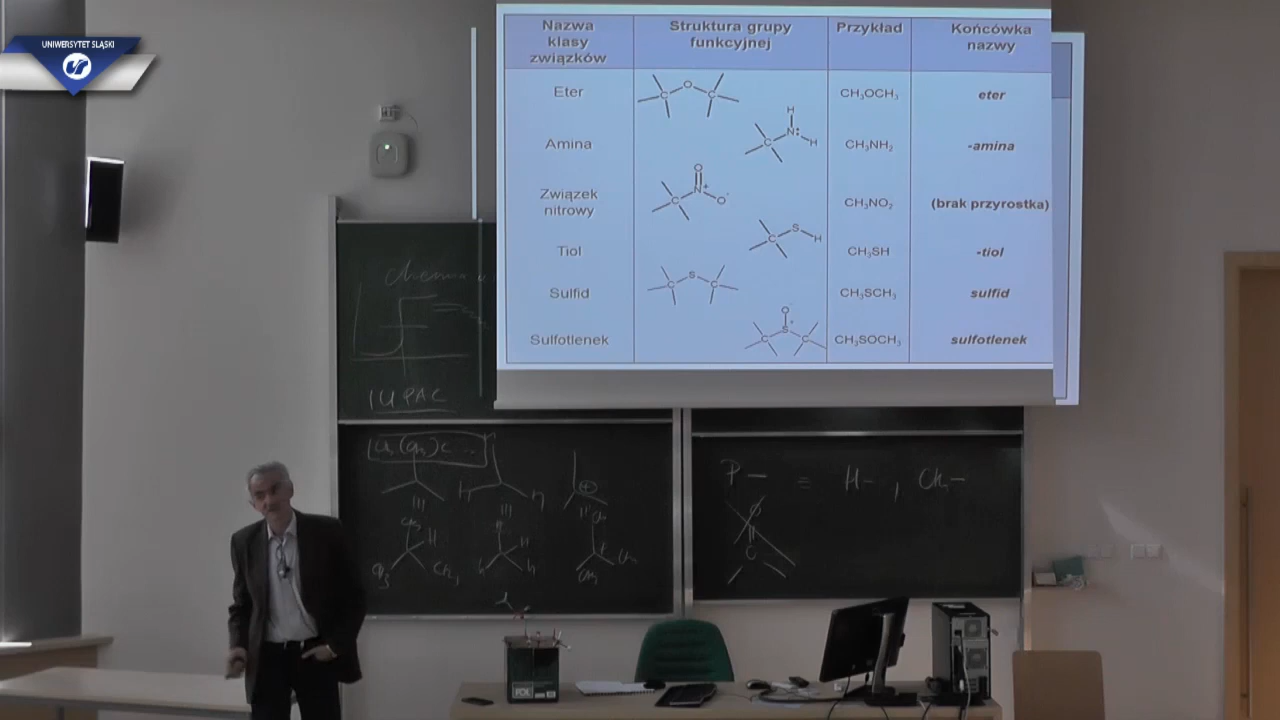 UNIWERSYTET ŚLĄSKI
Nazwa klasy związków Struktura grupy funkcyjnej Przykład Końcówka nazwy
Eter C O C CH₃OCH₃ eter
Amina C N: H H CH₃NH₂ -amina
Związek nitrowy C N⁺ O O⁻ CH₃NO₂ (brak przyrostka)
Tiol C S H CH₃SH -tiol
Sulfid C S C CH₃SCH₃ sulfid
Sulfotlenek C S⁺ O⁻ C CH₃SOCH₃ sulfotlenek
IUPAC
H–, CH₃–